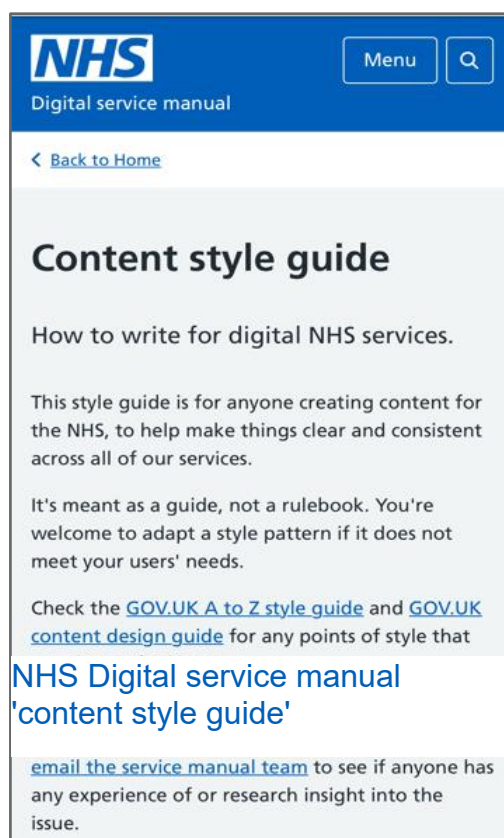 NHS
Menu
Digital service manual
Back to Home
Content style guide
How to write for digital NHS services.
This style guide is for anyone creating content for
the NHS, to help make things clear and consistent
across all of our services.
It's meant as a guide, not a rulebook. You're
welcome to adapt a style pattern if it does not
meet your users' needs.
Check the GOV.UK A to Z style guide and GOV.UK
content design guide for any points of style that
NHS Digital service manual
'content style guide'
email the service manual team to see if anyone has
any experience of or research insight into the
issue.